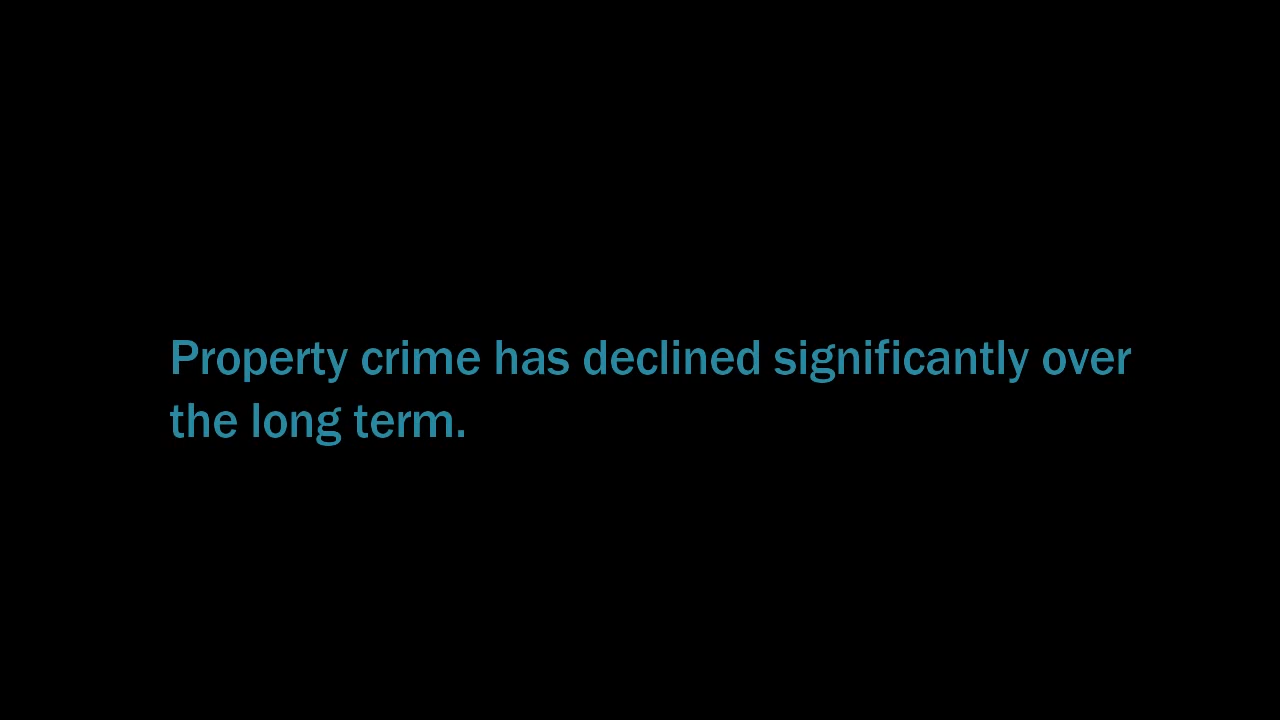 Property crime has declined significantly over
the long term.